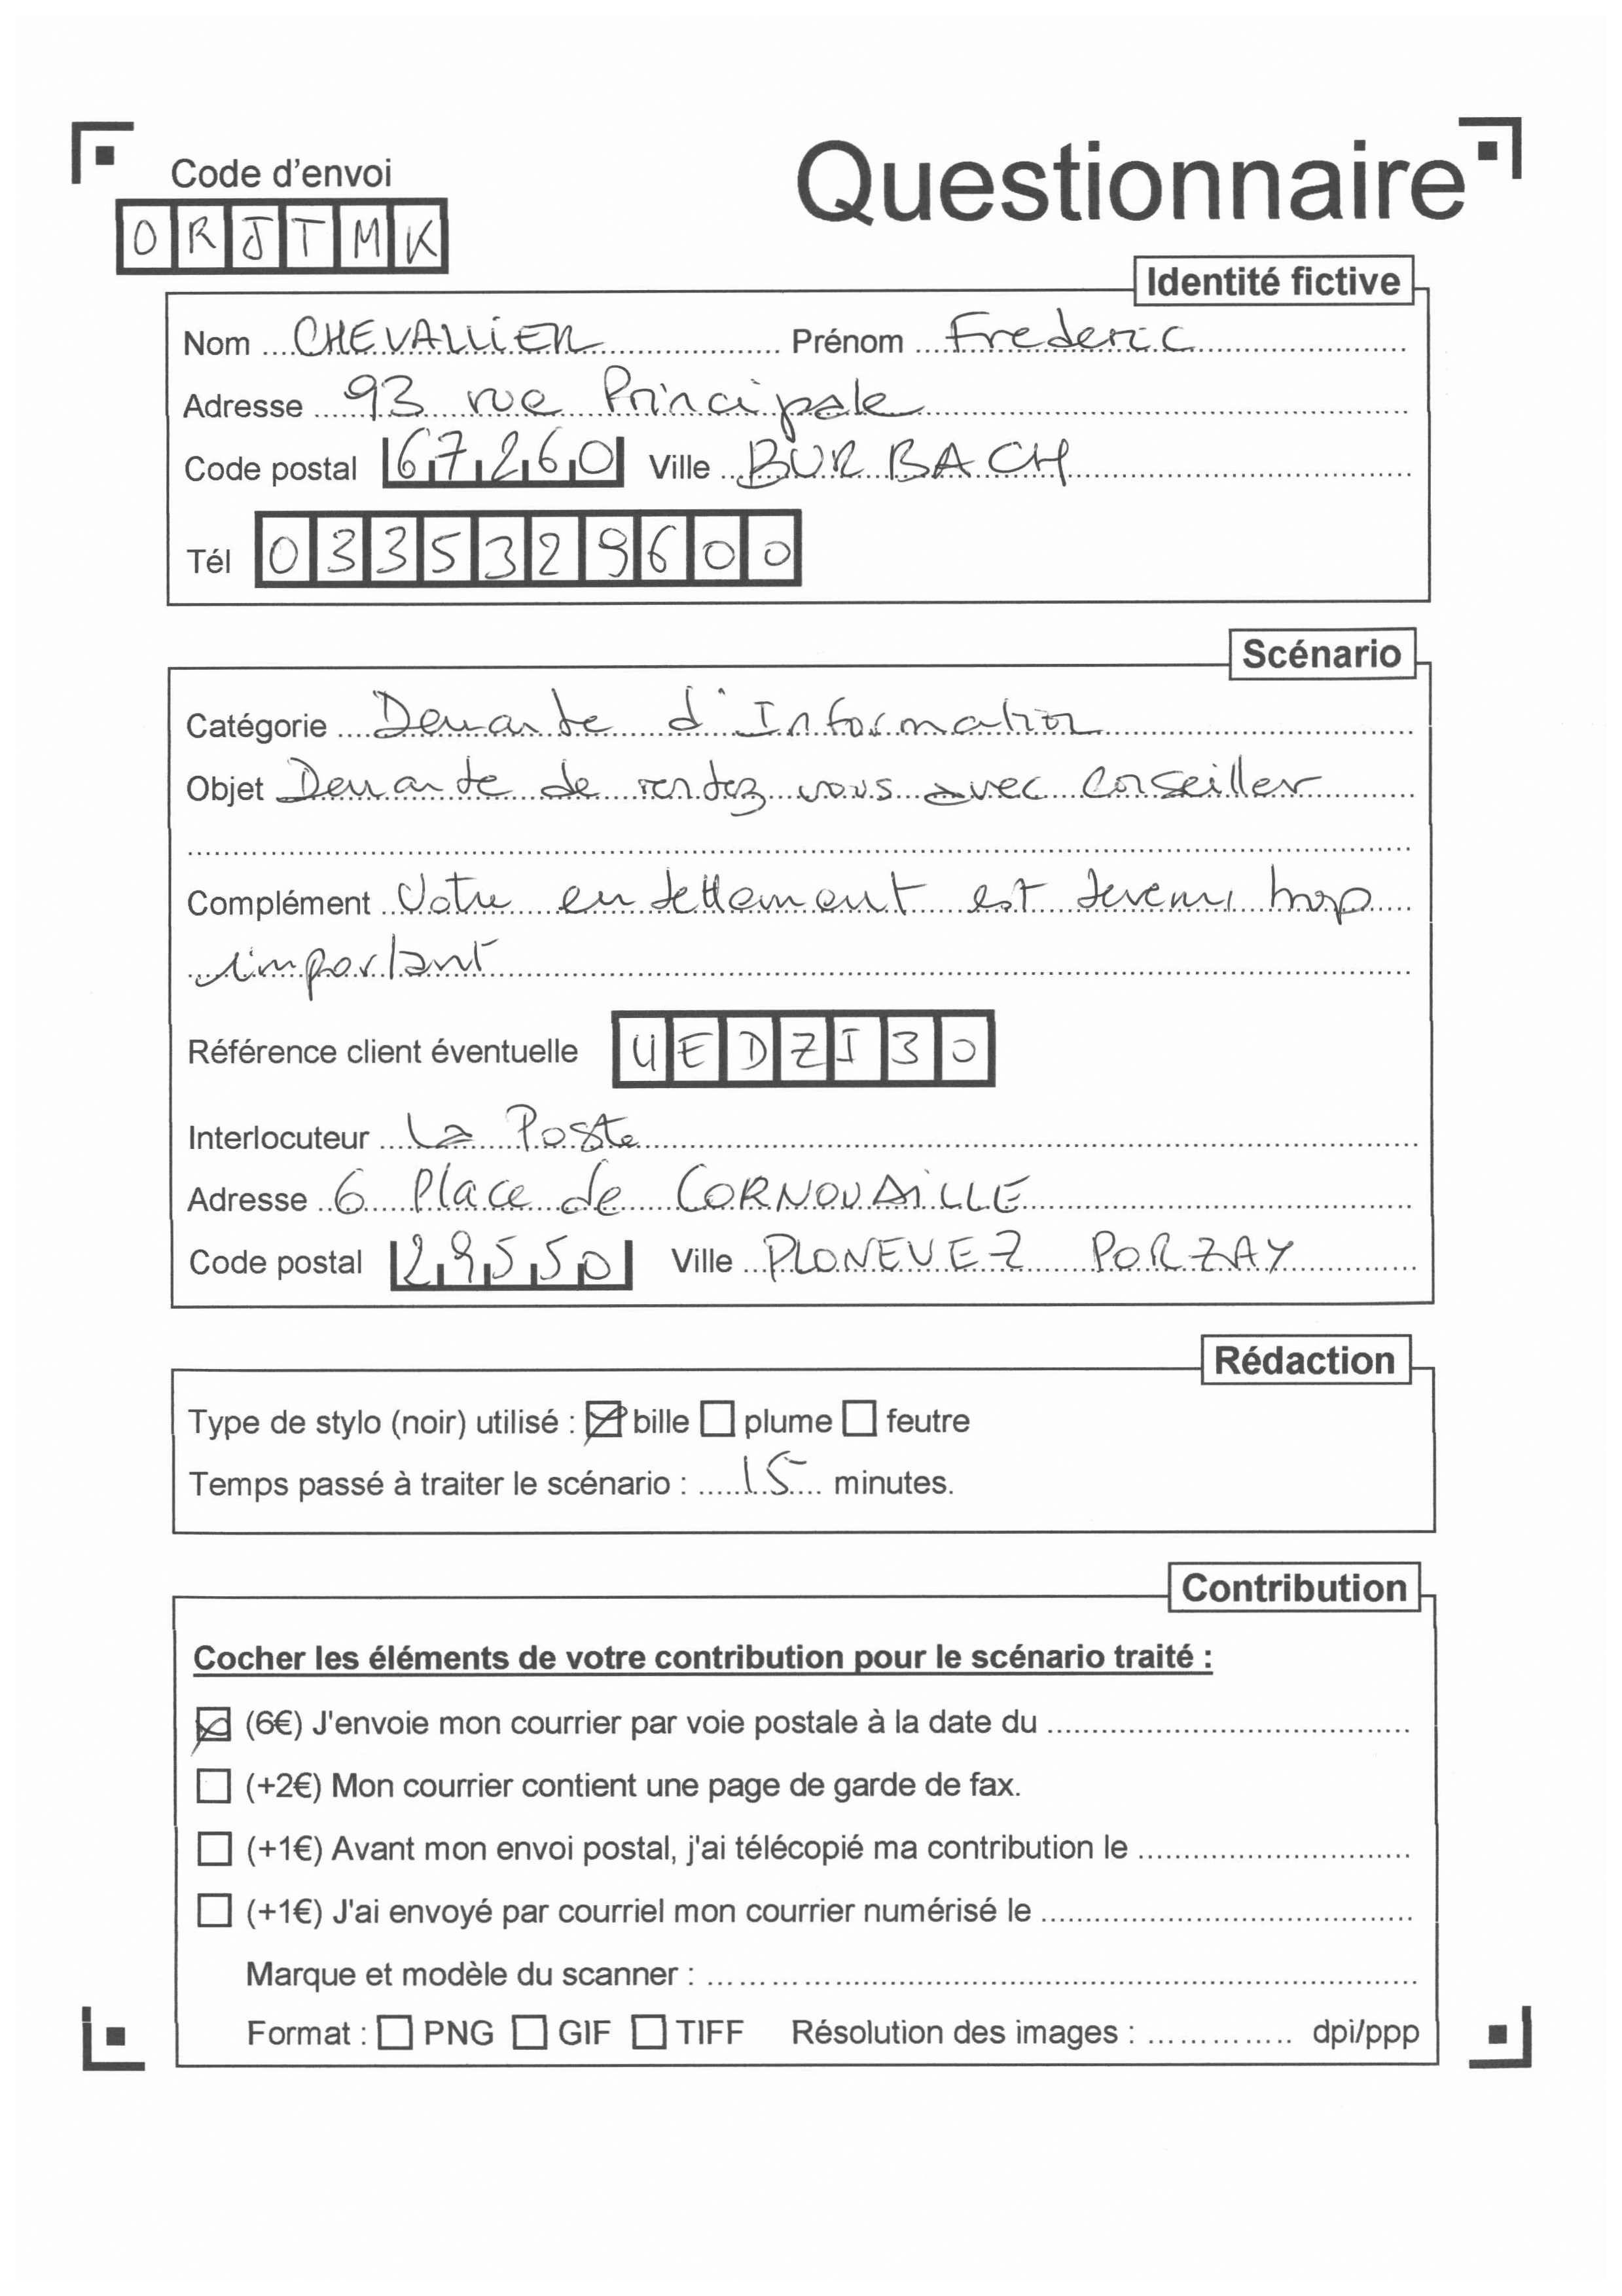 Code d'envoi
Questionnaire
ORJTMK
Identité fictive
Nom CHEVALLIER Prénom Frederic
Adresse 93 rue Principale
Code postal 67260 Ville BURBACH
Tél 0335329600
Scénario
Catégorie Demande d'Information
Objet Demande de rendez vous avec conseiller
Complément Votre endettement est devenu trop
important
Référence client éventuelle UEDZI30
Interlocuteur La Poste
Adresse 6 Place de CORNOUAILLE
Code postal 29550 Ville PLONEVEZ PORZAY
Rédaction
Type de stylo (noir) utilisé : ☒ bille ☐ plume ☐ feutre
Temps passé à traiter le scénario : 15 minutes.
Contribution
Cocher les éléments de votre contribution pour le scénario traité :
☒ (6€) J'envoie mon courrier par voie postale à la date du
☐ (+2€) Mon courrier contient une page de garde de fax.
☐ (+1€) Avant mon envoi postal, j'ai télécopié ma contribution le
☐ (+1€) J'ai envoyé par courriel mon courrier numérisé le
Marque et modèle du scanner :
Format : ☐ PNG ☐ GIF ☐ TIFF Résolution des images : dpi/ppp